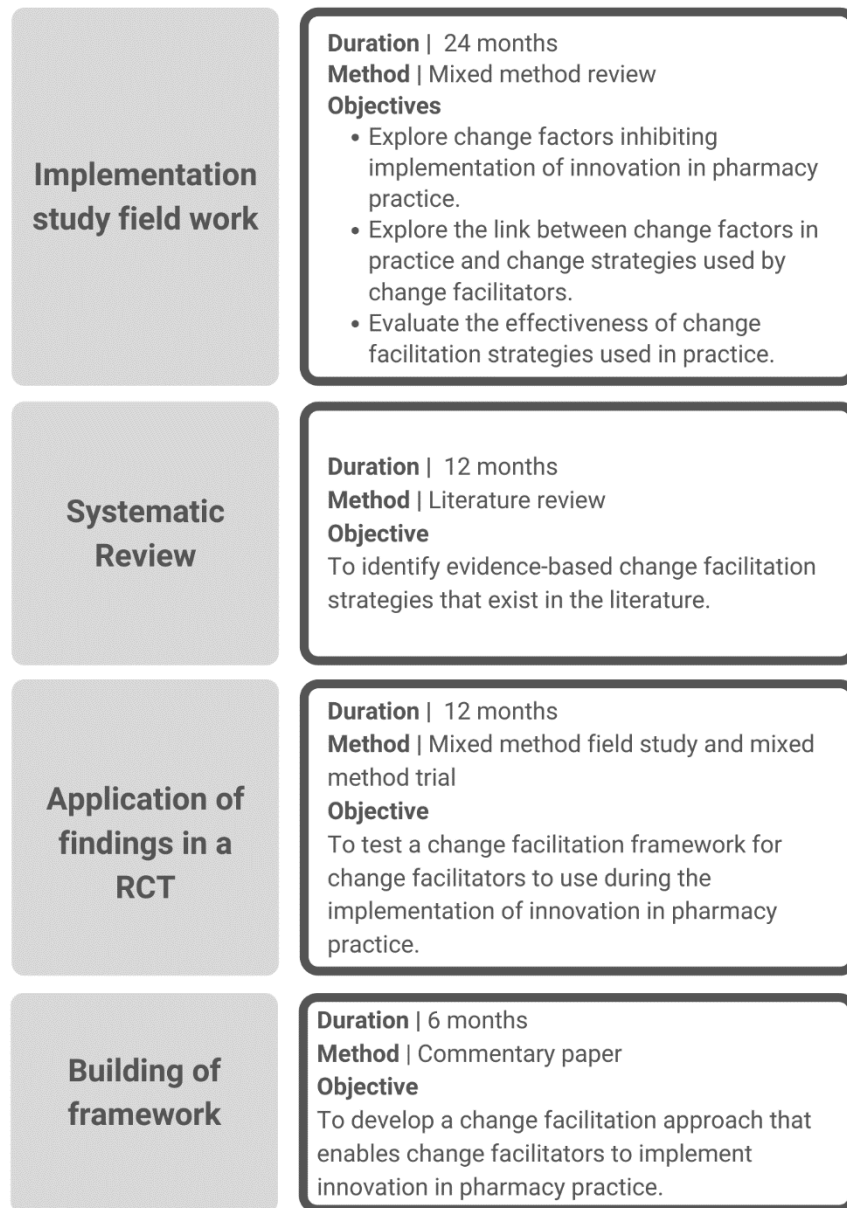 Implementation
study field work
Duration | 24 months
Method | Mixed method review
Objectives
• Explore change factors inhibiting
implementation of innovation in pharmacy
practice.
• Explore the link between change factors in
practice and change strategies used by
change facilitators.
• Evaluate the effectiveness of change
facilitation strategies used in practice.
Systematic
Review
Duration | 12 months
Method | Literature review
Objective
To identify evidence-based change facilitation
strategies that exist in the literature.
Application of
findings in a
RCT
Duration | 12 months
Method | Mixed method field study and mixed
method trial
Objective
To test a change facilitation framework for
change facilitators to use during the
implementation of innovation in pharmacy
practice.
Building of
framework
Duration | 6 months
Method | Commentary paper
Objective
To develop a change facilitation approach that
enables change facilitators to implement
innovation in pharmacy practice.